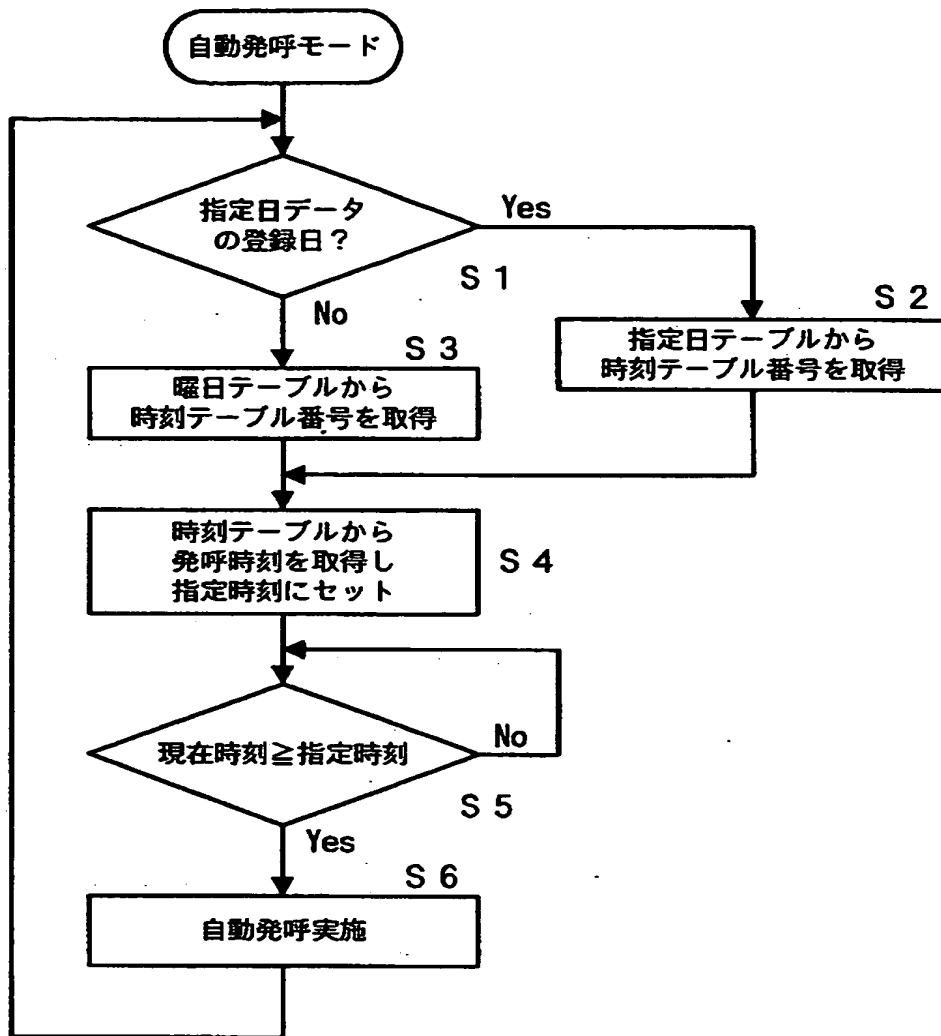 自動発呼モード
指定日データ
の登録日？
Yes
S 1
No
S 2
指定日テーブルから
時刻テーブル番号を取得
S 3
曜日テーブルから
時刻テーブル番号を取得
時刻テーブルから
発呼時刻を取得し
指定時刻にセット
S 4
現在時刻≧指定時刻
No
S 5
Yes
S 6
自動発呼実施